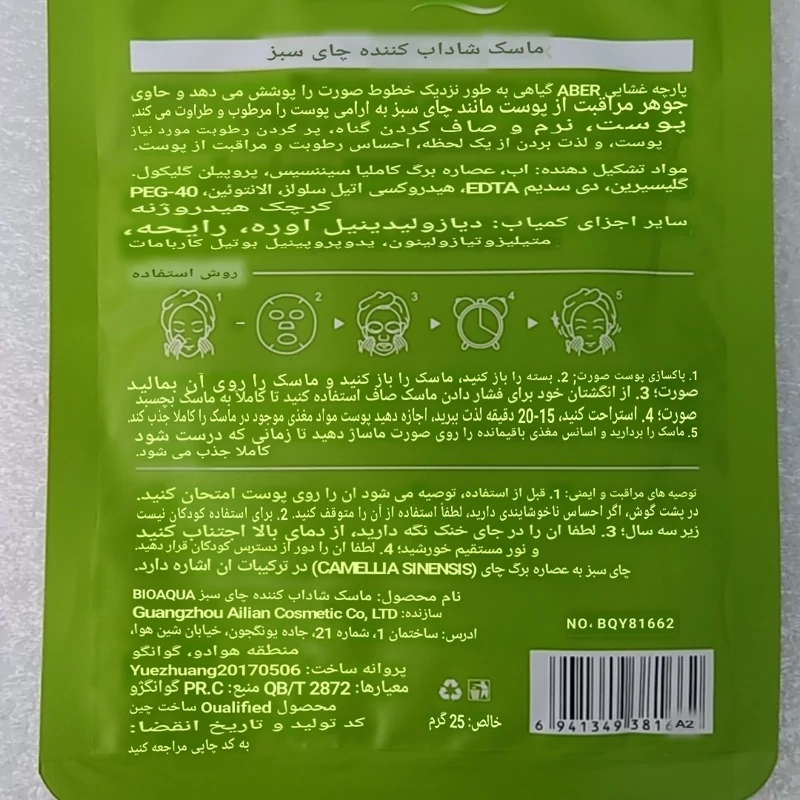 ماسک شاداب کننده چای سبز
پارچه غشایی ABER گیاهی به طور نزدیک خطوط صورت را پوشش می دهد و حاوی
جوهر مراقبت از پوست مانند چای سبز به ارامی پوست را مرطوب و طراوت می کند.
پوست، نرم و صاف کردن گناه، پر کردن رطوبت مورد نیاز
پوست، و لذت بردن از یک لحظه، احساس رطوبت و مراقبت از پوست.
مواد تشکیل دهنده: اب، عصاره برگ کاملیا سیننسیس، پروپیلن گلیکول.
گلیسیرین، دی سدیم EDTA، هیدروکسی اتیل سلولز، الانتوئین، PEG-40
کرچک هیدروژنه
سایر اجزای کمیاب: دیازولیدینیل اوره، رایحه،
متیلیزوتیازولینون، یدوپروپینیل بوتیل کاربامات
روش استفاده
1 2 3 4 5
1. پاکسازی پوست صورت; 2. بسته را باز کنید، ماسک را باز کنید و ماسک را روی آن بمالید
صورت؛ 3. از انگشتان خود برای فشار دادن ماسک صاف استفاده کنید تا کاملا به ماسک بچسبد
صورت؛ 4. استراحت کنید، 15-20 دقیقه لذت ببرید، اجازه دهید پوست مواد مغذی موجود در ماسک را کاملا جذب کند.
5. ماسک را بردارید و اسانس مغذی باقیمانده را روی صورت ماساژ دهید تا زمانی که درست شود
کاملا جذب می شود.
توصیه های مراقبت و ایمنی: 1. قبل از استفاده، توصیه می شود ان را روی پوست امتحان کنید.
در پشت گوش، اگر احساس ناخوشایندی دارید، لطفا استفاده از آن را متوقف کنید. 2. برای استفاده کودکان نیست
زیر سه سال؛ 3. لطفا ان را در جای خنک نگه دارید، از دمای بالا اجتناب کنید
و نور مستقیم خورشید؛ 4. لطفا ان را دور از دسترس کودکان قرار دهید.
چای سبز به عصاره برگ چای (CAMELLIA SINENSIS) در ترکیبات ان اشاره دارد.
نام محصول: ماسک شاداب کننده چای سبز BIOAQUA
سازنده: Guangzhou Ailian Cosmetic Co, LTD
ادرس: ساختمان 1، شماره 21، جاده یونگجون، خیابان شین هوا،
منطقه هوادو، گوانگو
پروانه ساخت: Yuezhuang20170506
معیارها: QB/T 2872 منبع: PR.C گوانگژو
محصول Oualified ساخت چین
کد تولید و تاریخ انقضا:
به کد چاپی مراجعه کنید
خالص: 25 گرم
NO، BQY81662
6 941349 3816 A2